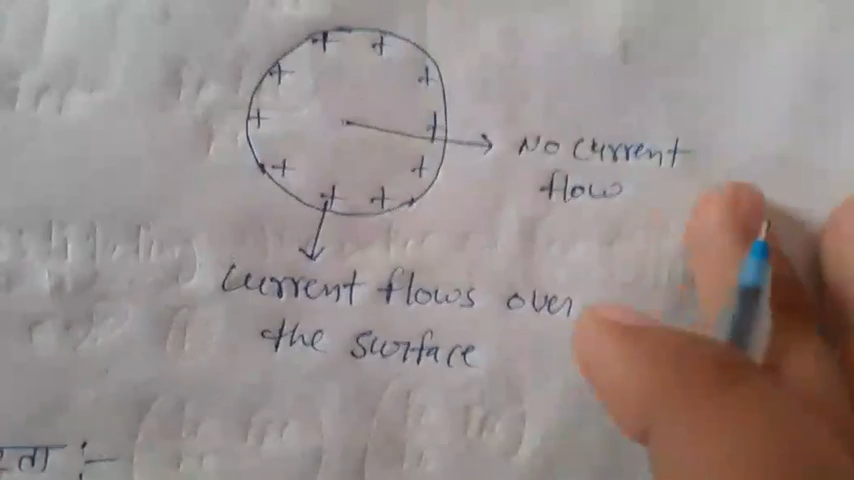 No current
flow
current flows over
the surface